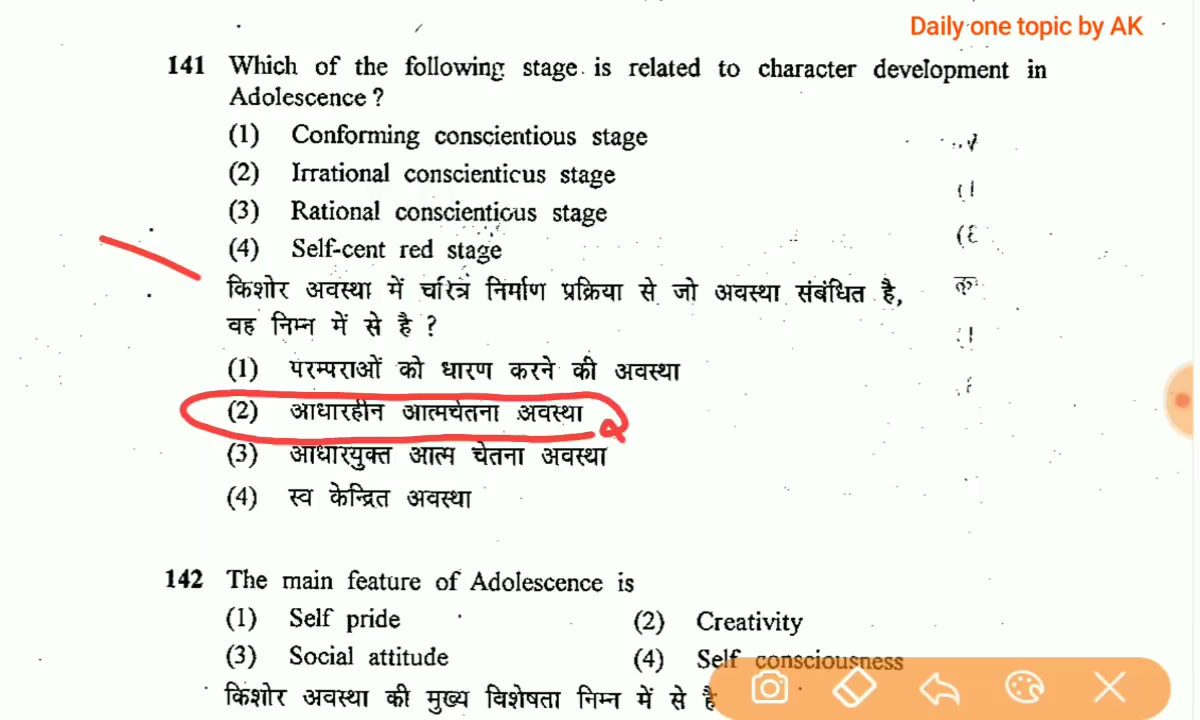 Daily one topic by AK
141 Which of the following stage is related to character development in
Adolescence ?
(1) Conforming conscientious stage
(2) Irrational conscienticus stage
(3) Rational conscientious stage
(4) Self-cent red stage
किशोर अवस्था में चरित्र निर्माण प्रक्रिया से जो अवस्था संबंधित है,
वह निम्न में से है ?
(1) परम्पराओं को धारण करने की अवस्था
(2) आधारहीन आत्मचेतना अवस्था
(3) आधारयुक्त आत्म चेतना अवस्था
(4) स्व केन्द्रित अवस्था
142 The main feature of Adolescence is
(1) Self pride (2) Creativity
(3) Social attitude (4) Self consciousness
किशोर अवस्था की मुख्य विशेषता निम्न में से है